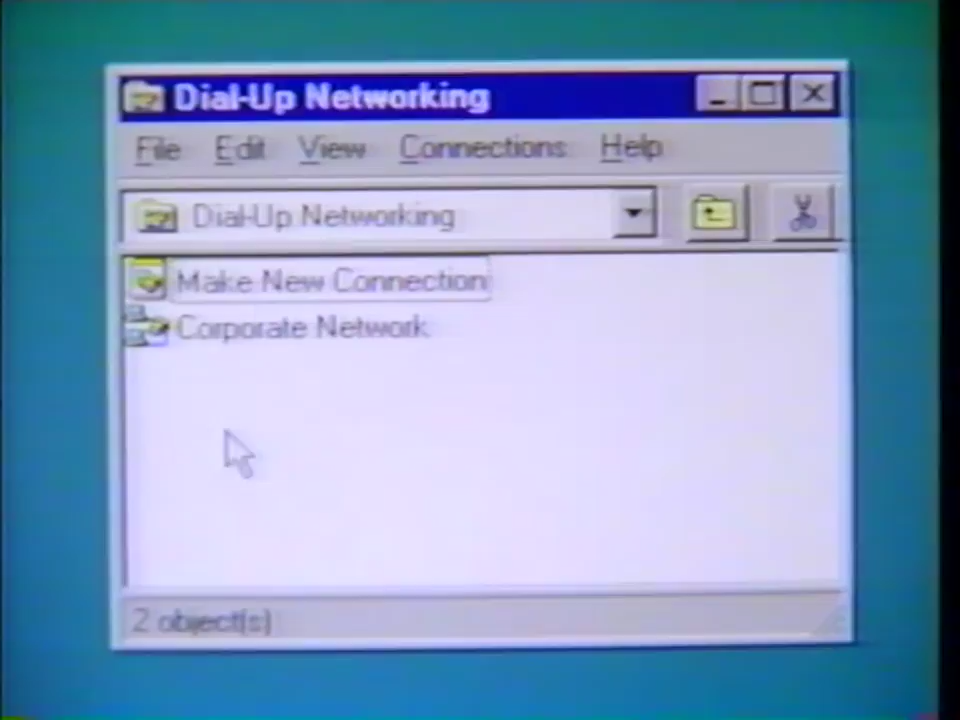 Dial-Up Networking
File Edit View Connections Help
Dial-Up Networking
Make New Connection
Corporate Network
2 object(s)